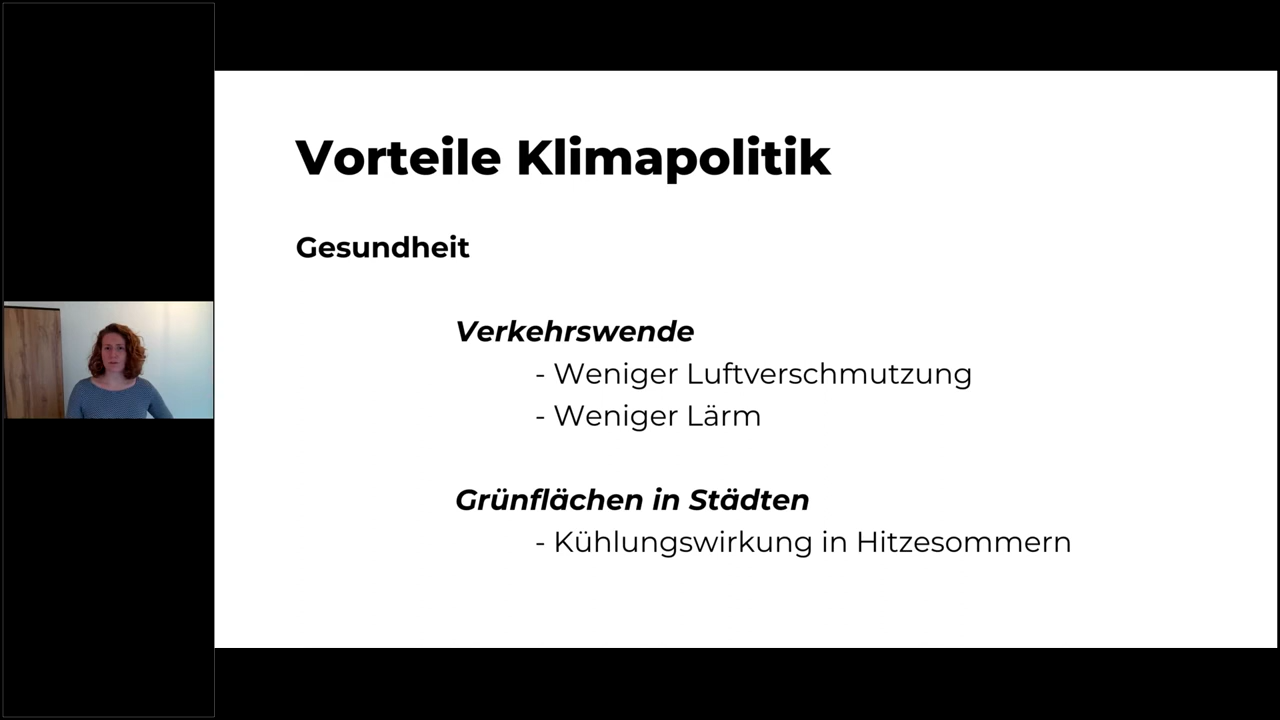 Vorteile Klimapolitik
Gesundheit
Verkehrswende
- Weniger Luftverschmutzung
- Weniger Lärm
Grünflächen in Städten
- Kühlungswirkung in Hitzesommern